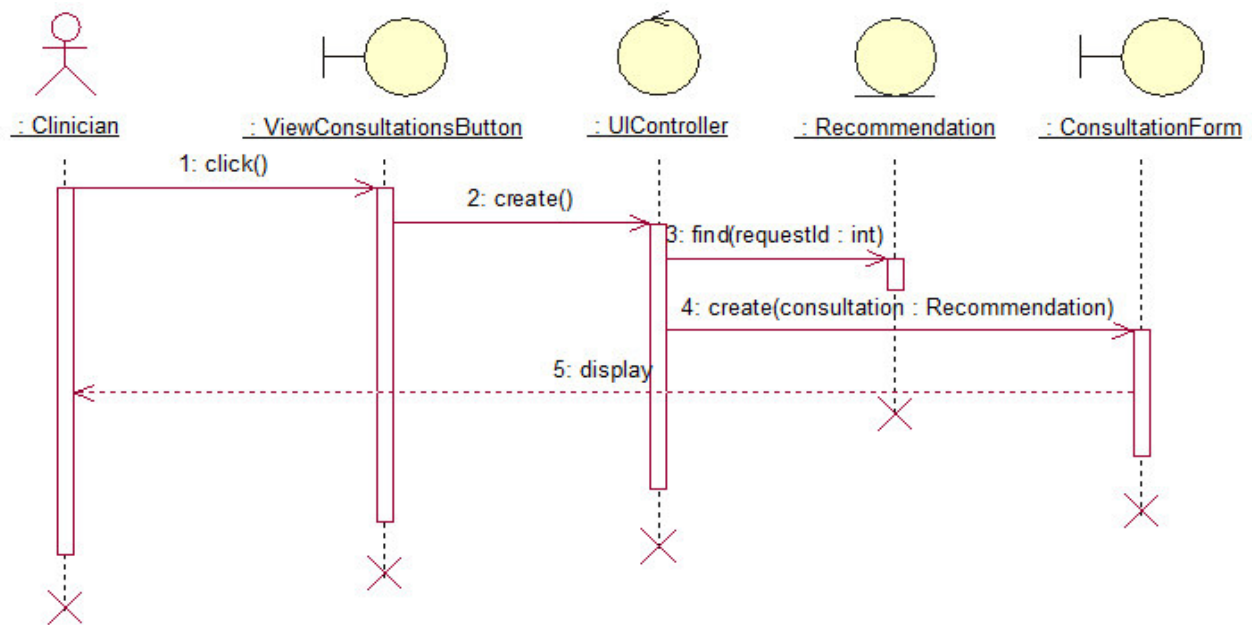 : Clinician
: ViewConsultationsButton
: UIController
: Recommendation
: ConsultationForm
1: click()
2: create()
3: find(requestId : int)
4: create(consultation : Recommendation)
5: display